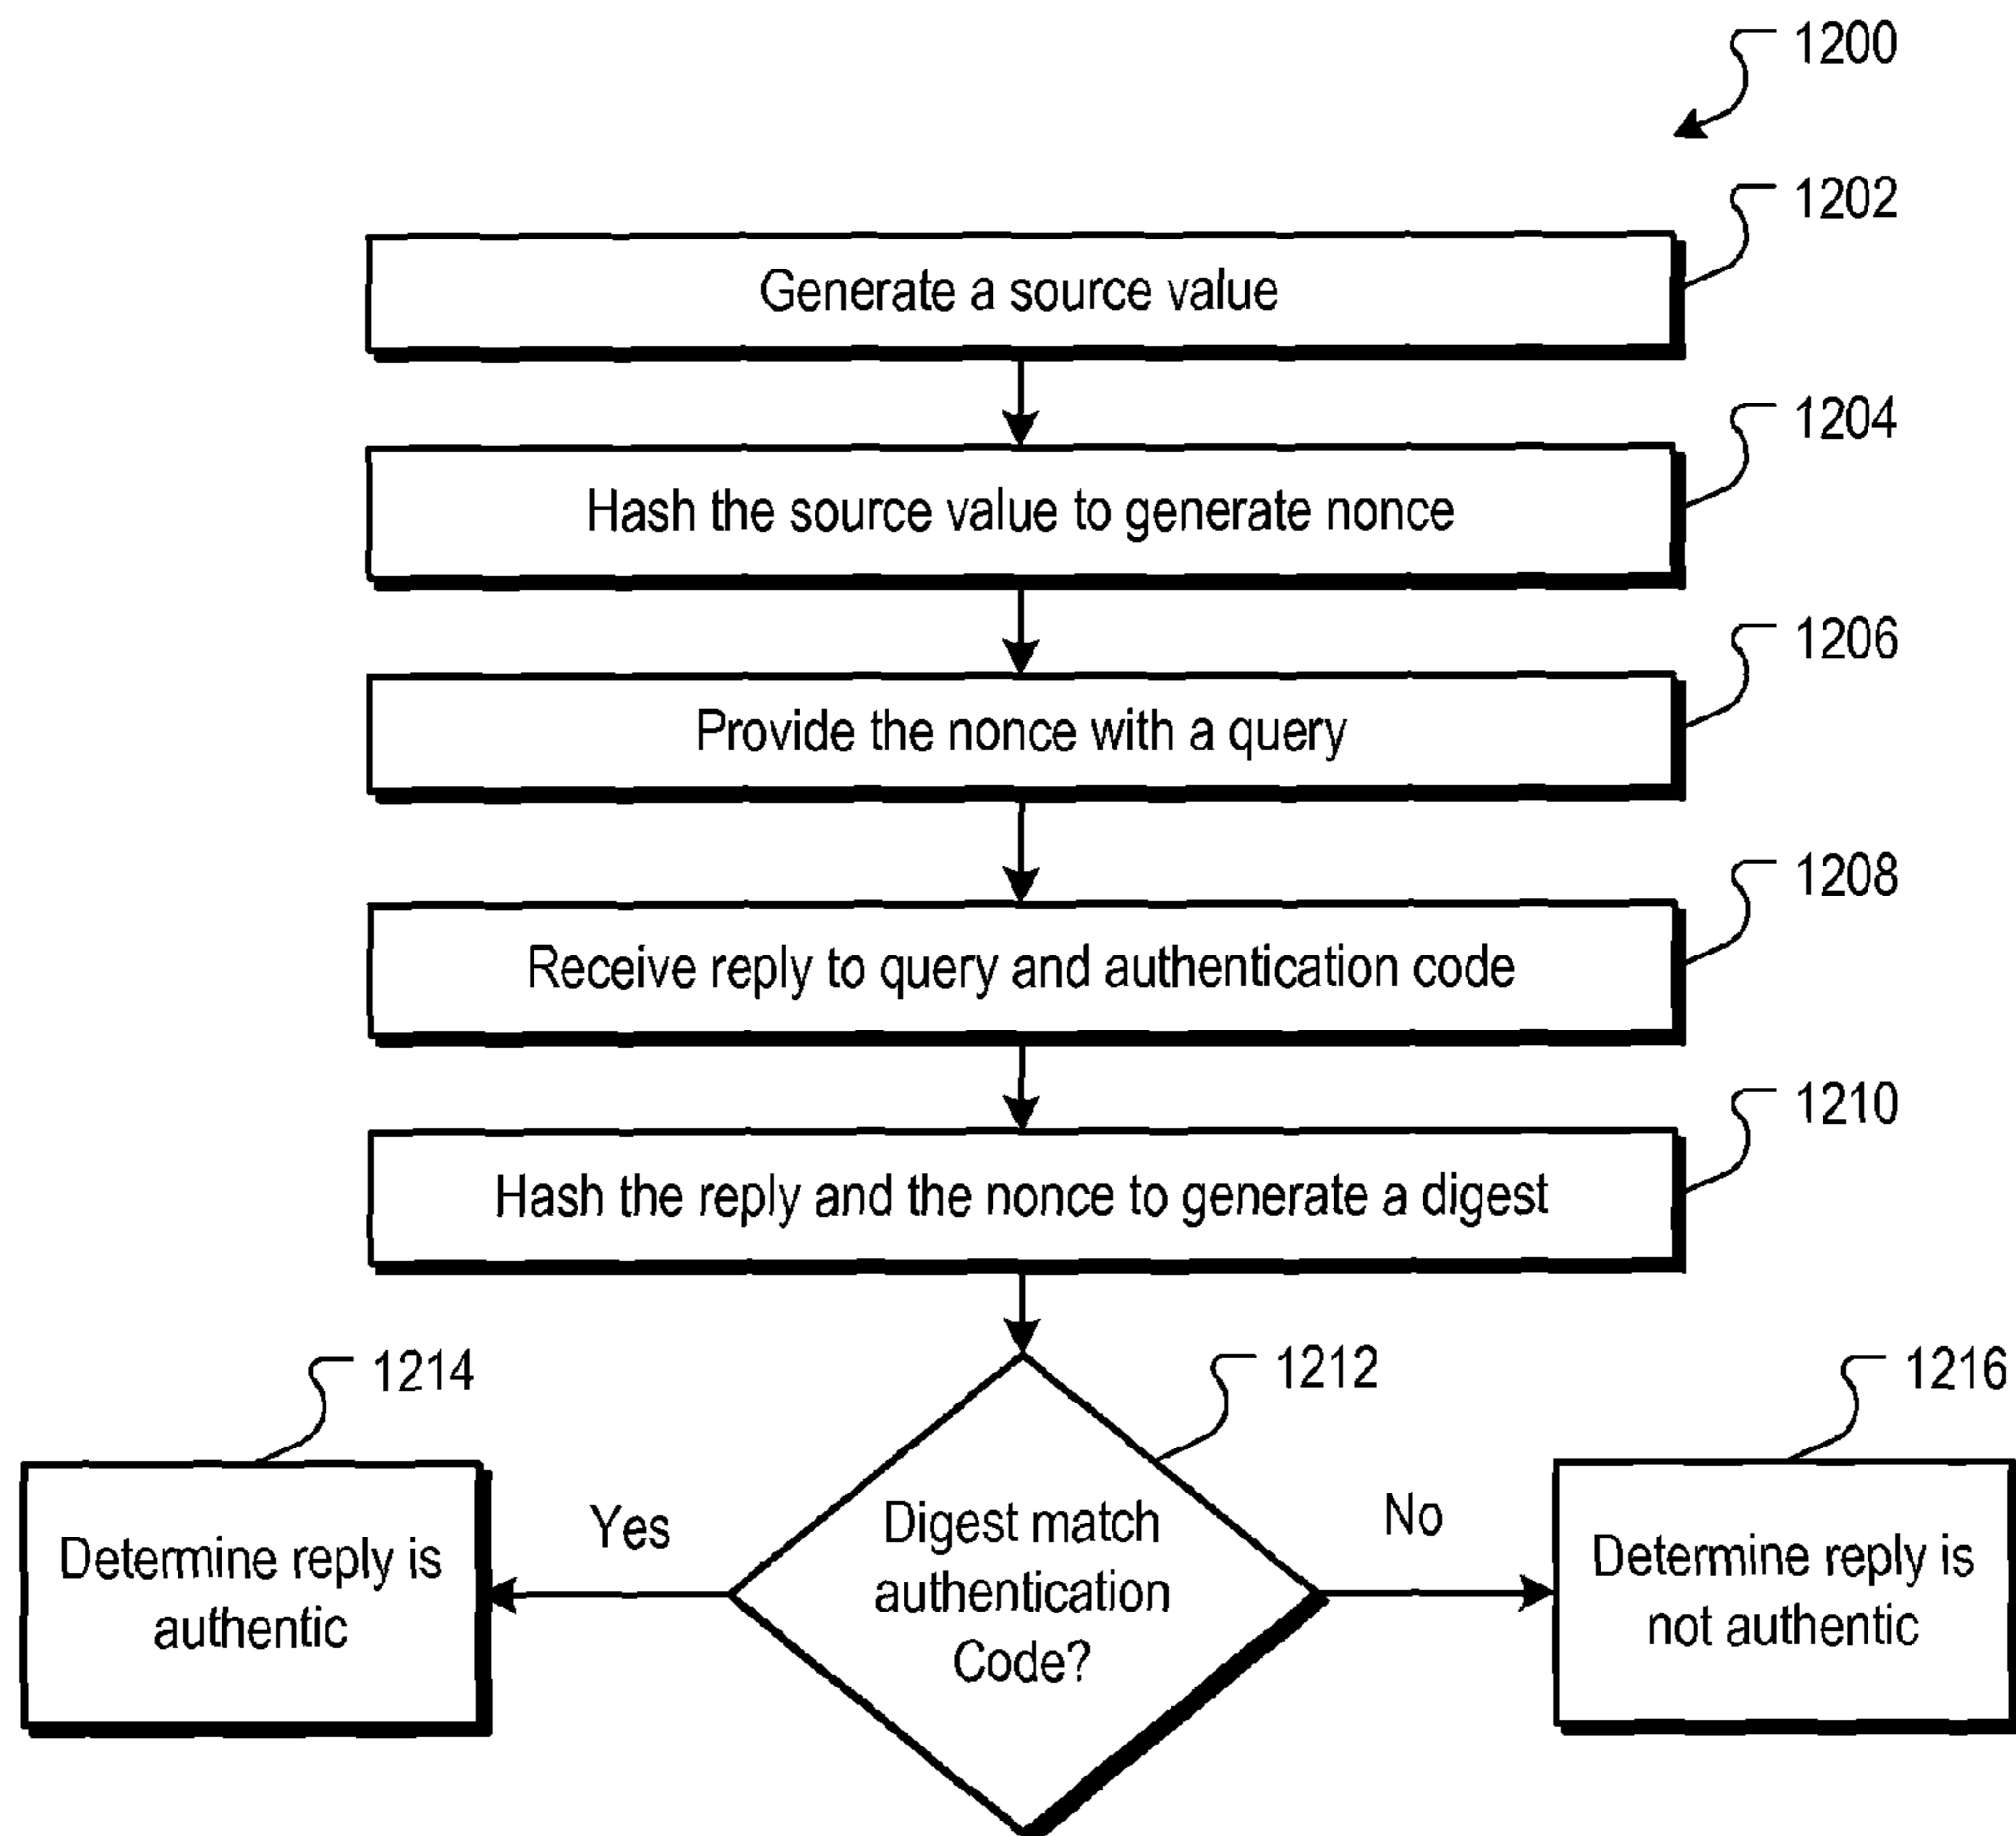 1200
1202
Generate a source value
1204
Hash the source value to generate nonce
1206
Provide the nonce with a query
1208
Receive reply to query and authentication code
1210
Hash the reply and the nonce to generate a digest
1214
1212
1216
Yes
No
Determine reply is
authentic
Digest match
authentication
Code?
Determine reply is
not authentic